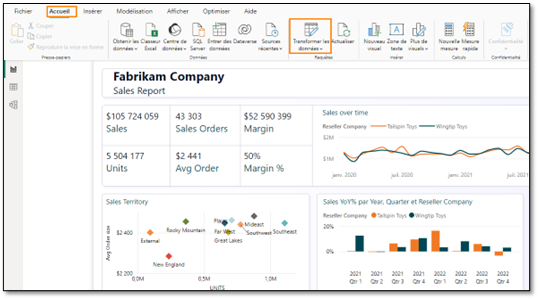 Fichier Accueil Insérer Modélisation Afficher Optimiser Aide
Coller
Couper
Copier
Reproduire la mise en forme
Presse-papiers
Obtenir les données
Classeur Excel
Centre de données
SQL Server
Entrer des données
Dataverse
Sources récentes
Transformer les données
Actualiser
Requêtes
Nouveau visuel
Zone de texte
Plus de visuels
Insérer
Nouvelle mesure
Mesure rapide
Calculs
Confidentialité
Confidentialité
Fabrikam Company
Sales Report
$105 724 059
Sales
43 303
Sales Orders
$52 590 399
Margin
5 504 177
Units
$2 441
Avg Order
50%
Margin %
Sales over time
Reseller Company Tailspin Toys Wingtip Toys
$2M
$1M
janv. 2020 juil. 2020 janv. 2021 juil. 2021
Sales Territory
Avg Order size
$2 400
$2 200
External
Rocky Mountain
Plains
Mideast
Far West
Southwest
Southeast
Great Lakes
New England
0.0M 0.5M 1.0M
UNITS
Sales YoY% par Year, Quarter et Reseller Company
Reseller Company Tailspin Toys Wingtip Toys
20%
0%
2021 2021 2021 2021 2022 2022 2022 2022
Qtr 1 Qtr 2 Qtr 3 Qtr 4 Qtr 1 Qtr 2 Qtr 3 Qtr 4